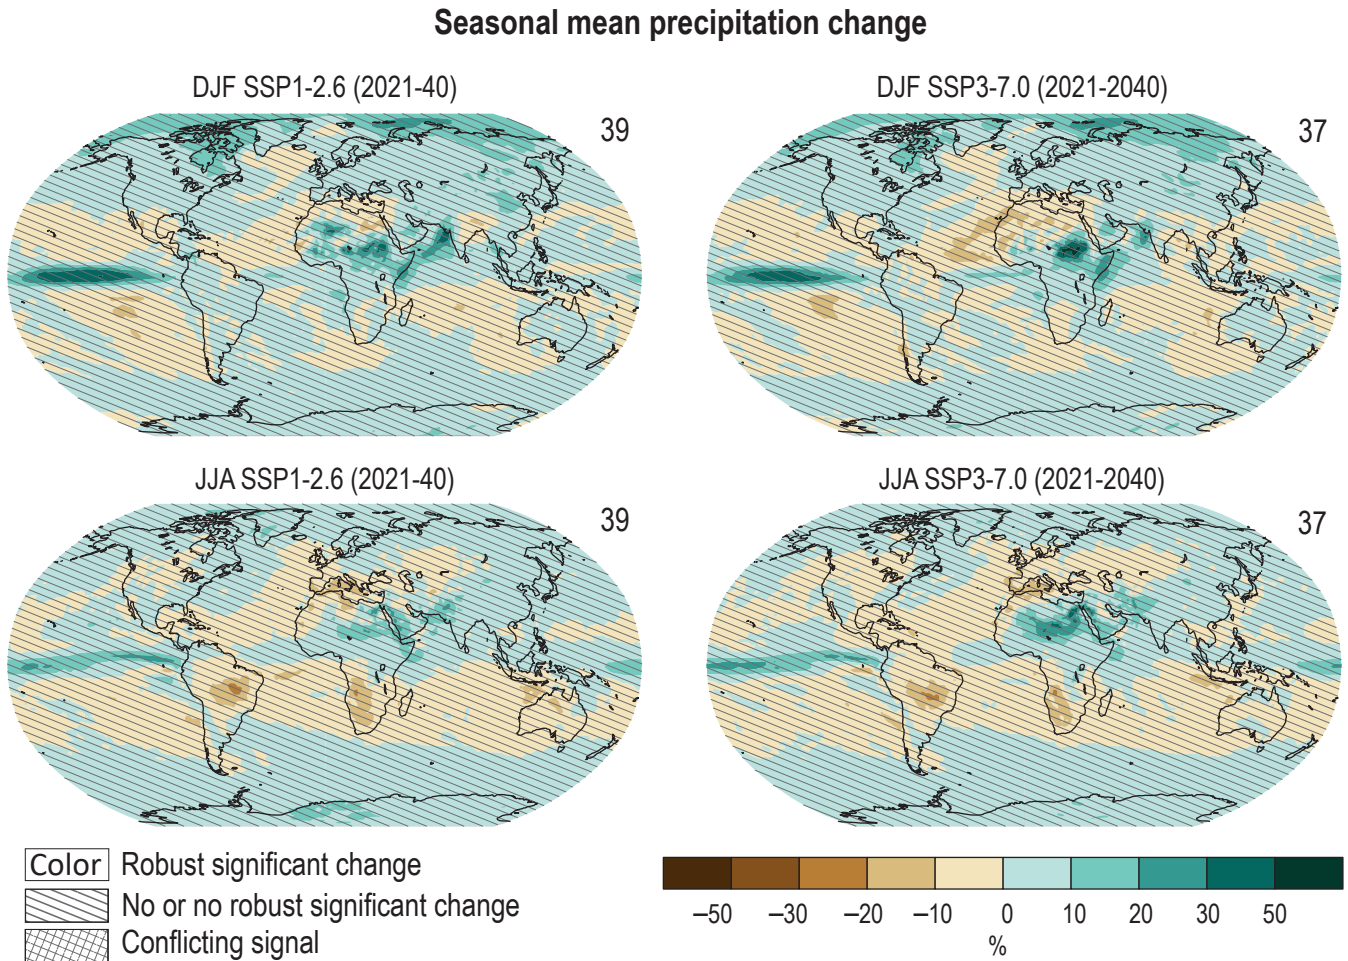 Seasonal mean precipitation change
DJF SSP1-2.6 (2021-40)
39
DJF SSP3-7.0 (2021-2040)
37
JJA SSP1-2.6 (2021-40)
39
JJA SSP3-7.0 (2021-2040)
37
Color Robust significant change
No or no robust significant change
Conflicting signal
–50 –30 –20 –10 0 10 20 30 50
%